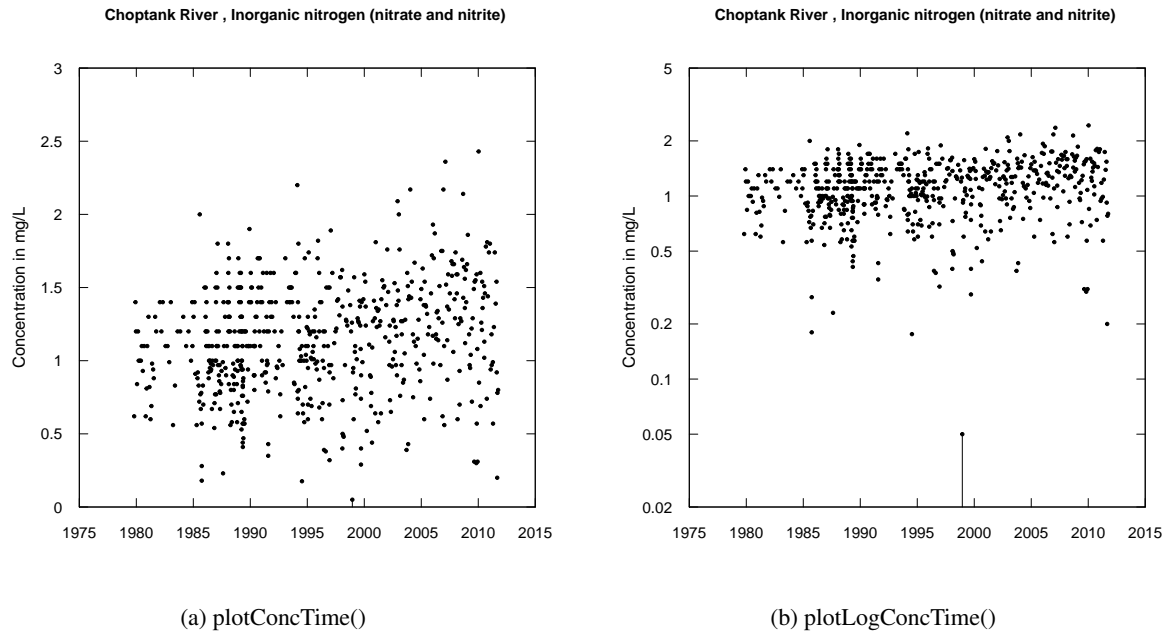 Choptank River , Inorganic nitrogen (nitrate and nitrite)
3
2.5
2
1.5
1
0.5
0
Concentration in mg/L
1975 1980 1985 1990 1995 2000 2005 2010 2015
(a) plotConcTime()
Choptank River , Inorganic nitrogen (nitrate and nitrite)
5
2
1
0.5
0.2
0.1
0.05
0.02
Concentration in mg/L
1975 1980 1985 1990 1995 2000 2005 2010 2015
(b) plotLogConcTime()